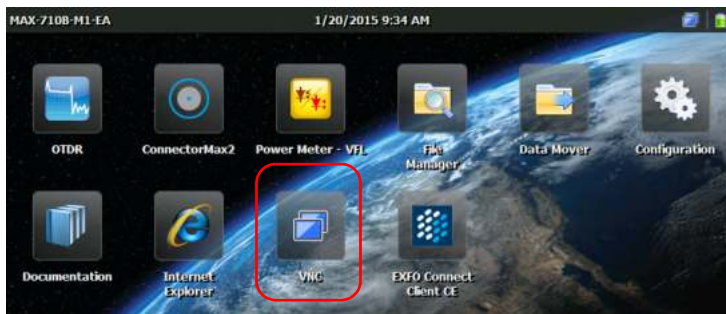 MAX-710B-M1-EA 1/20/2015 9:34 AM
OTDR ConnectorMax2 Power Meter - VFL File Manager Data Mover Configuration
Documentation Internet Explorer VNC EXFO Connect Client CE